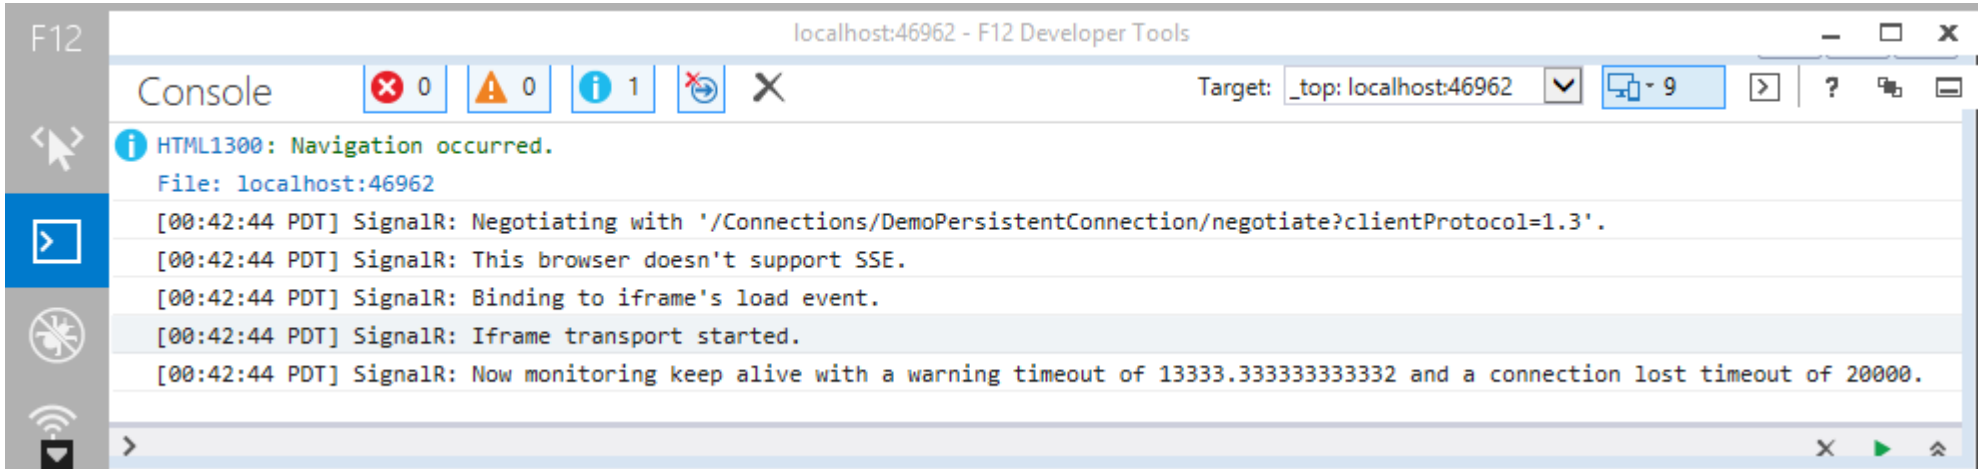 F12
localhost:46962 - F12 Developer Tools
Console 0 0 1 Target: _top: localhost:46962 9 ?
HTML1300: Navigation occurred.
File: localhost:46962
[00:42:44 PDT] SignalR: Negotiating with '/Connections/DemoPersistentConnection/negotiate?clientProtocol=1.3'.
[00:42:44 PDT] SignalR: This browser doesn't support SSE.
[00:42:44 PDT] SignalR: Binding to iframe's load event.
[00:42:44 PDT] SignalR: Iframe transport started.
[00:42:44 PDT] SignalR: Now monitoring keep alive with a warning timeout of 13333.333333333332 and a connection lost timeout of 20000.